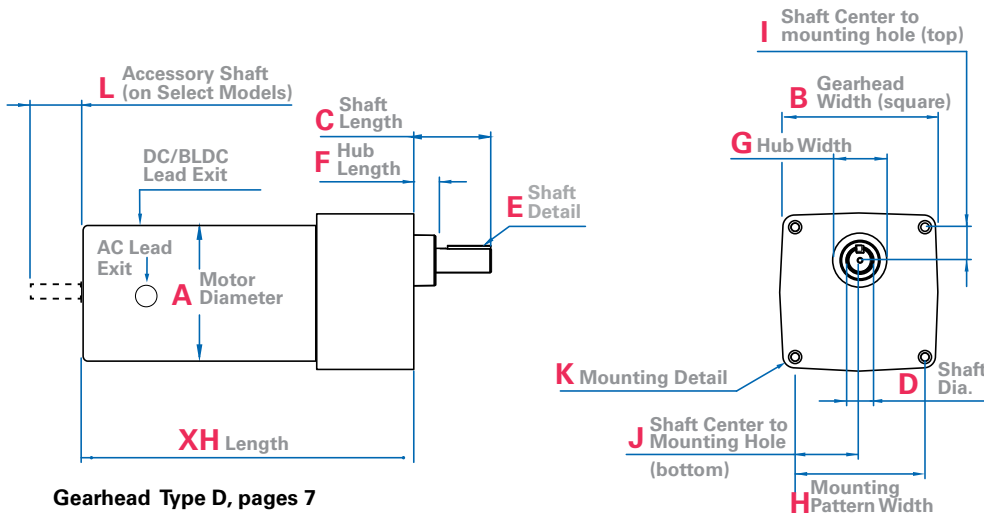 L Accessory Shaft
(on Select Models)
DC/BLDC
Lead Exit
C Shaft
Length
F Hub
Length
E Shaft
Detail
AC Lead
Exit
A Motor
Diameter
XH Length
Gearhead Type D, pages 7
I Shaft Center to
mounting hole (top)
B Gearhead
Width (square)
G Hub Width
K Mounting Detail
D Shaft
Dia.
J Shaft Center to
Mounting Hole
(bottom)
H Mounting
Pattern Width